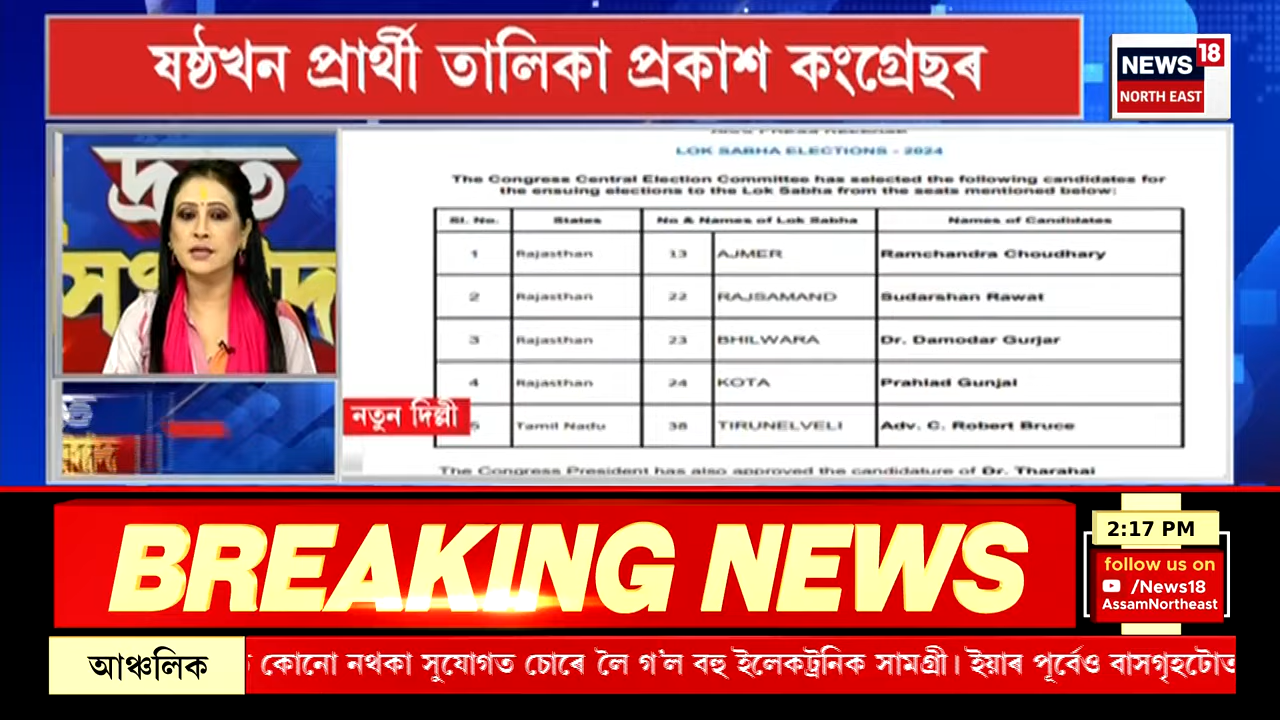 ষষ্ঠখন প্ৰাৰ্থী তালিকা প্ৰকাশ কংগ্ৰেছৰ
NEWS 18
NORTH EAST
দ্ৰুত
LOK SABHA ELECTIONS - 2024
The Congress Central Election Committee has selected the following candidates for
the ensuing elections to the Lok Sabha from the seats mentioned below:
Sl. No. States No & Names of Lok Sabha Names of Candidates
1 Rajasthan 13 AJMER Ramchandra Choudhary
2 Rajasthan 22 RAJSAMAND Sudarshan Rawat
3 Rajasthan 23 BHILWARA Dr. Damodar Gurjar
4 Rajasthan 24 KOTA Prahlad Gunjal
5 Tamil Nadu 38 TIRUNELVELI Adv. C. Robert Bruce
The Congress President has also approved the candidature of Dr. Tharahai
নতুন দিল্লী
BREAKING NEWS
2:17 PM
follow us on
/News18
AssamNortheast
আঞ্চলিক
কোনো নথকা সুযোগত চোৰে লৈ গ'ল বহু ইলেকট্ৰনিক সামগ্ৰী। ইয়াৰ পূৰ্বেও বাসগৃহটোত